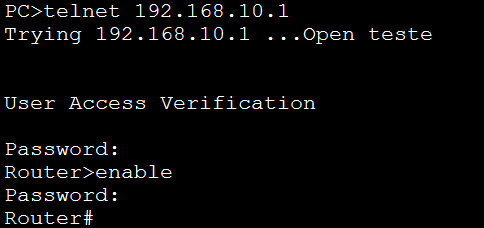 PC>telnet 192.168.10.1
Trying 192.168.10.1 ...Open teste
User Access Verification
Password:
Router>enable
Password:
Router#